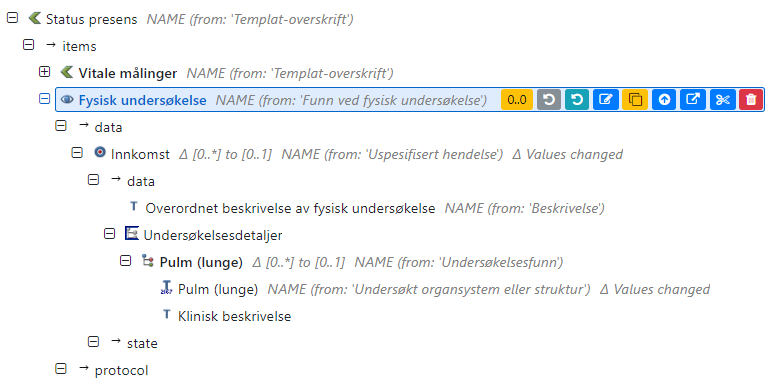 Status presens NAME (from: 'Templat-overskrift')
items
Vitale målinger NAME (from: 'Templat-overskrift')
Fysisk undersøkelse NAME (from: 'Funn ved fysisk undersøkelse') 0..0
data
Innkomst Δ [0..*] to [0..1] NAME (from: 'Uspesifisert hendelse') Δ Values changed
data
T Overordnet beskrivelse av fysisk undersøkelse NAME (from: 'Beskrivelse')
Undersøkelsesdetaljer
Pulm (lunge) Δ [0..*] to [0..1] NAME (from: 'Undersøkelsesfunn')
T Pulm (lunge) NAME (from: 'Undersøkt organsystem eller struktur') Δ Values changed
T Klinisk beskrivelse
state
protocol